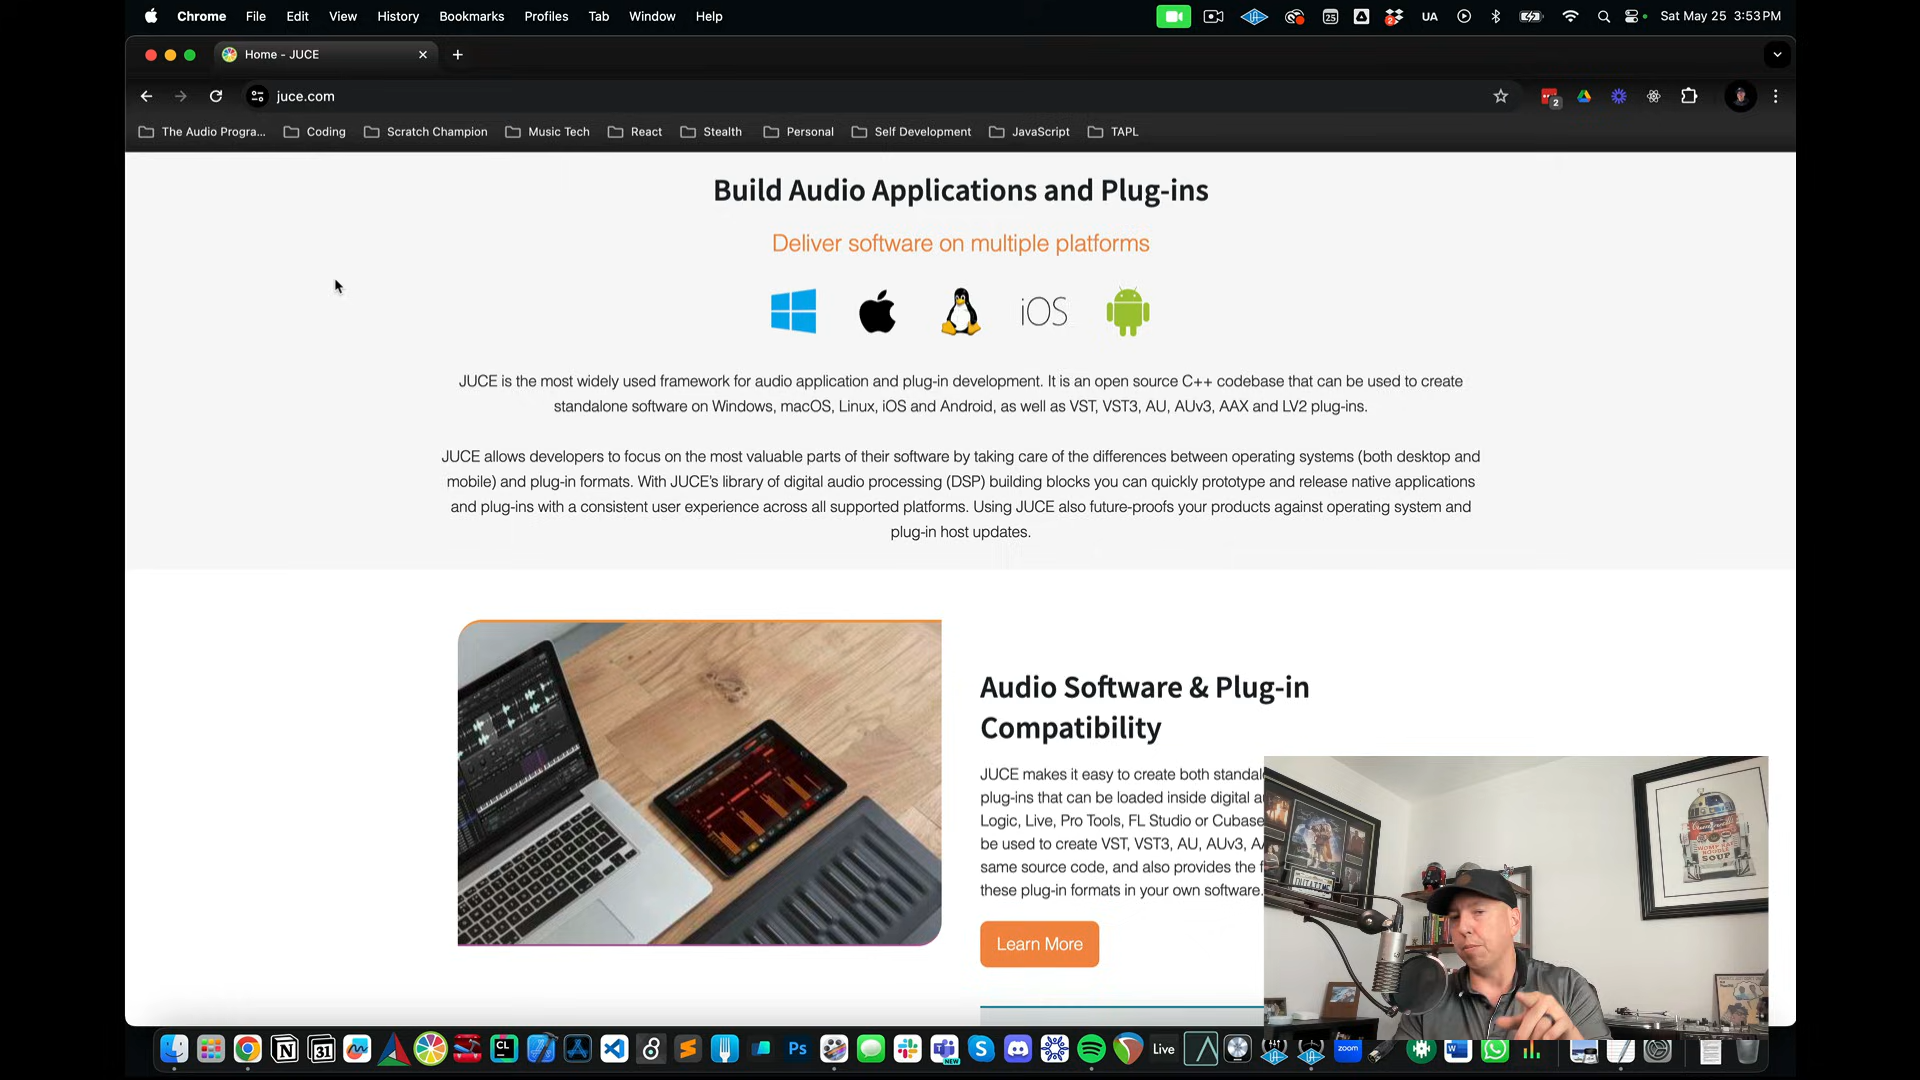 Chrome File Edit View History Bookmarks Profiles Tab Window Help
25 2 UA Sat May 25 3:53 PM
Home - JUCE
juce.com
2
The Audio Progra... Coding Scratch Champion Music Tech React Stealth Personal Self Development JavaScript TAPL
Build Audio Applications and Plug-ins
Deliver software on multiple platforms
iOS
JUCE is the most widely used framework for audio application and plug-in development. It is an open source C++ codebase that can be used to create
standalone software on Windows, macOS, Linux, iOS and Android, as well as VST, VST3, AU, AUv3, AAX and LV2 plug-ins.
JUCE allows developers to focus on the most valuable parts of their software by taking care of the differences between operating systems (both desktop and
mobile) and plug-in formats. With JUCE's library of digital audio processing (DSP) building blocks you can quickly prototype and release native applications
and plug-ins with a consistent user experience across all supported platforms. Using JUCE also future-proofs your products against operating system and
plug-in host updates.
Audio Software & Plug-in
Compatibility
JUCE makes it easy to create both standal
plug-ins that can be loaded inside digital a
Logic, Live, Pro Tools, FL Studio or Cubase
be used to create VST, VST3, AU, AUv3, A
same source code, and also provides the f
these plug-in formats in your own software.
OUTATIME
SOUP
Learn More
31 CL Ps NEW Live zoom